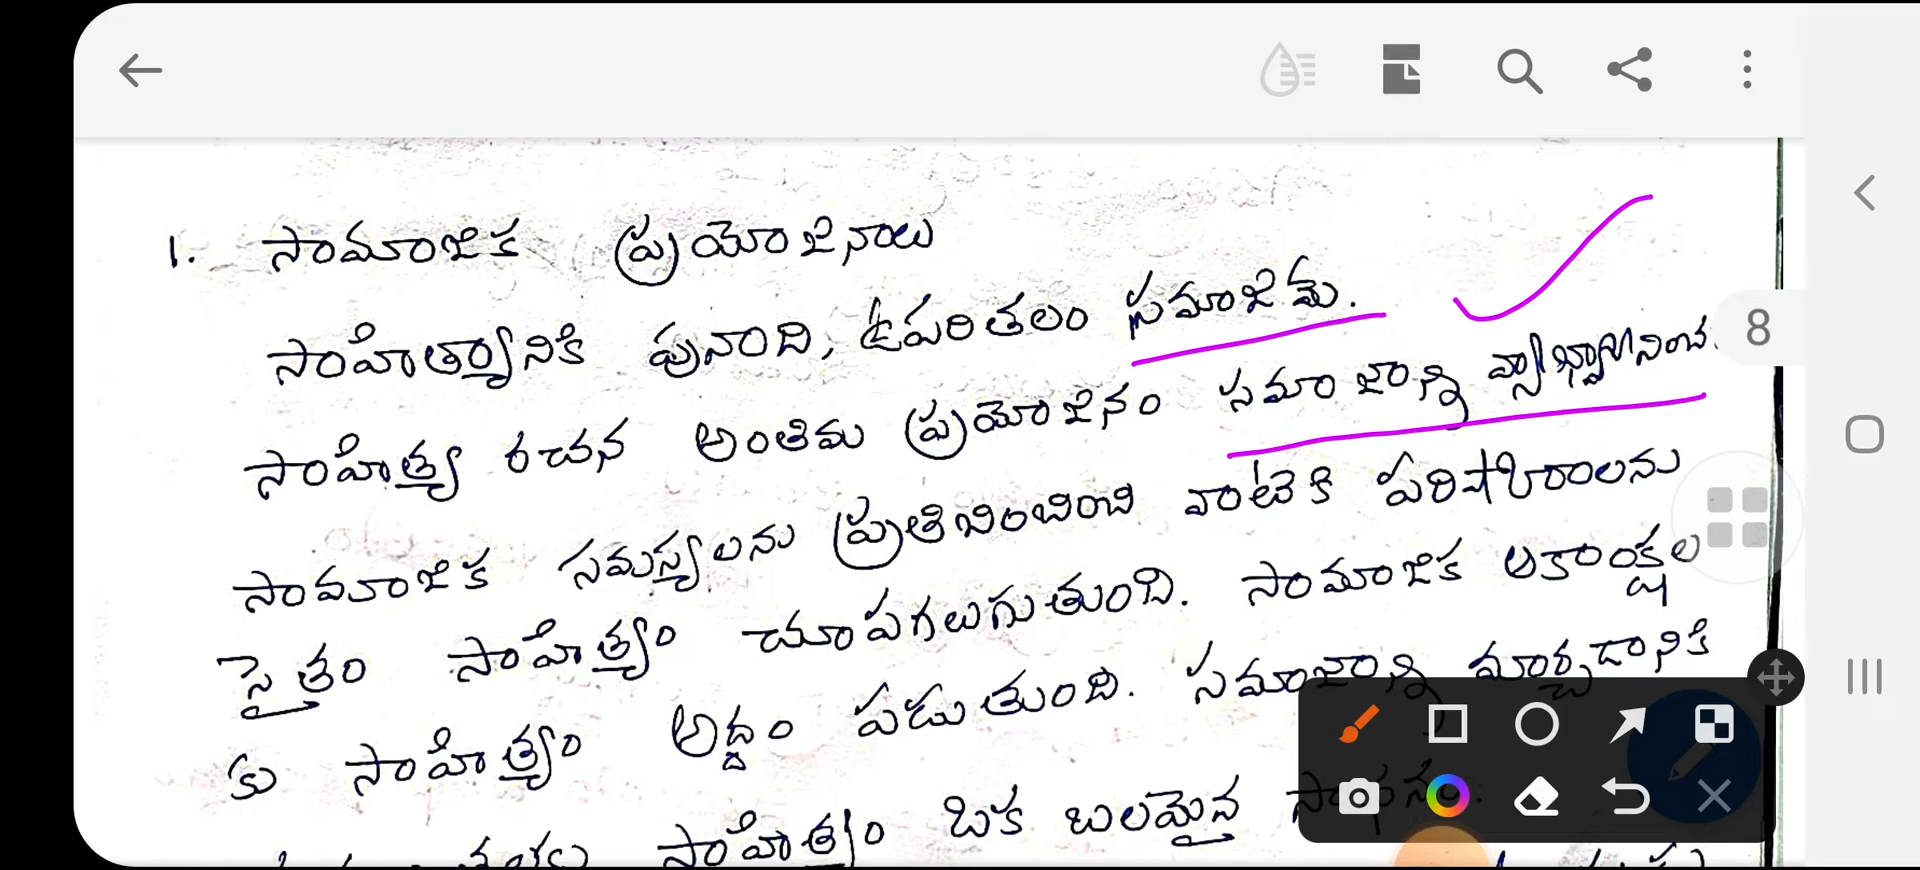 1. సామాజిక ప్రయోజనాలు
సాహిత్యానికి పునాది, ఉపరితలం సమాజమే.
8
సాహిత్య రచన అంతిమ ప్రయోజనం సమాజాన్ని
సామాజిక సమస్యలను ప్రతిబించించి వాటికి పరిష్కారాలను
సైతం సాహిత్యం చూపగలుగుతుంది. సామాజిక ఆకాంక్షల
కు సాహిత్యం అద్దం పడుతుంది. సమాజాన్ని మార్చడానికి
సాహిత్యం ఒక బలమైన